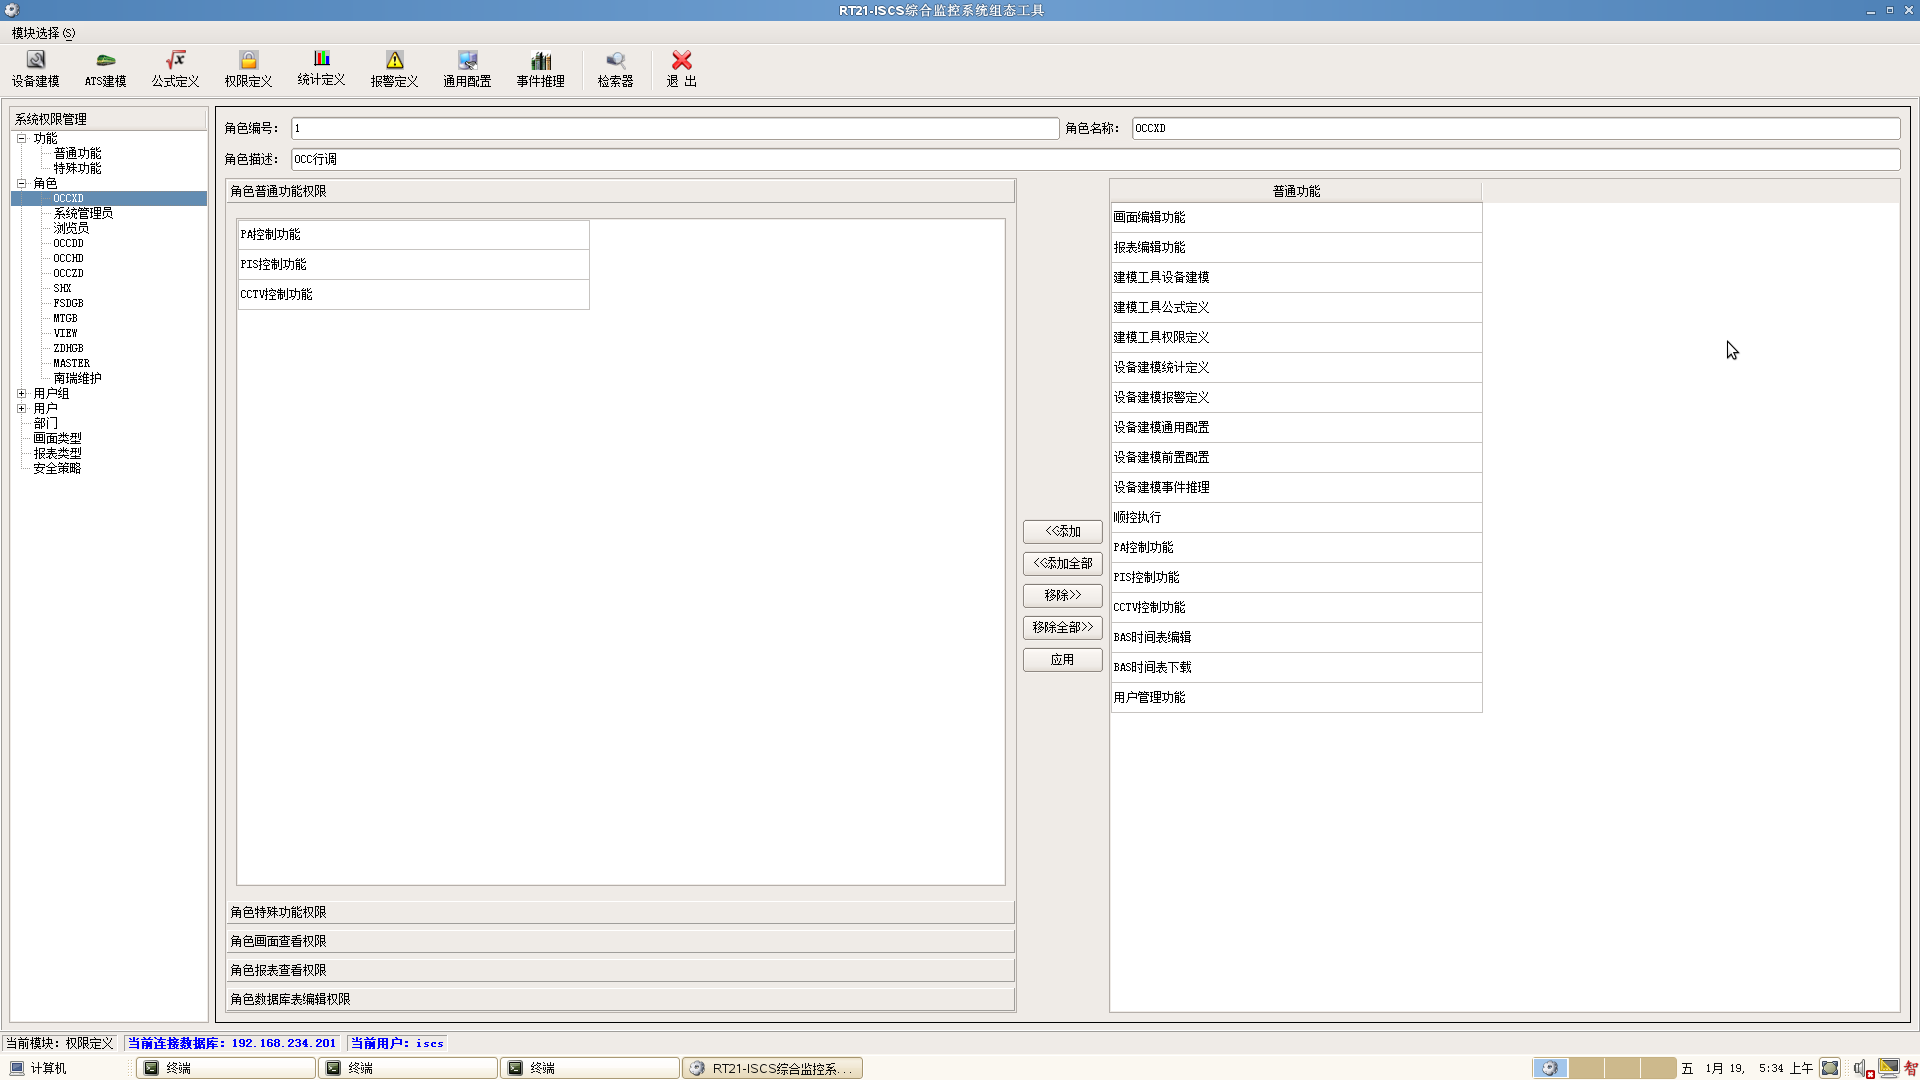 RT21-ISCS综合监控系统组态工具
模块选择(S)
设备建模 ATS建模 公式定义 权限定义 统计定义 报警定义 通用配置 事件推理 检索器 退 出
系统权限管理
功能
普通功能
特殊功能
角色
OCCXD
系统管理员
浏览员
OCCDD
OCCHD
OCCZD
SHX
FSDGB
MTGB
VIEW
ZDHGB
MASTER
南瑞维护
用户组
用户
部门
画面类型
报表类型
安全策略
角色编号: 1 角色名称: OCCXD
角色描述: OCC行调
角色普通功能权限
PA控制功能
PIS控制功能
CCTV控制功能
角色特殊功能权限
角色画面查看权限
角色报表查看权限
角色数据库表编辑权限
<<添加
<<添加全部
移除>>
移除全部>>
应用
普通功能
画面编辑功能
报表编辑功能
建模工具设备建模
建模工具公式定义
建模工具权限定义
设备建模统计定义
设备建模报警定义
设备建模通用配置
设备建模前置配置
设备建模事件推理
顺控执行
PA控制功能
PIS控制功能
CCTV控制功能
BAS时间表编辑
BAS时间表下载
用户管理功能
当前模块: 权限定义 当前连接数据库: 192.168.234.201 当前用户: iscs
计算机 终端 终端 终端 RT21-ISCS综合监控系... 五 1月 19, 5:34 上午 智